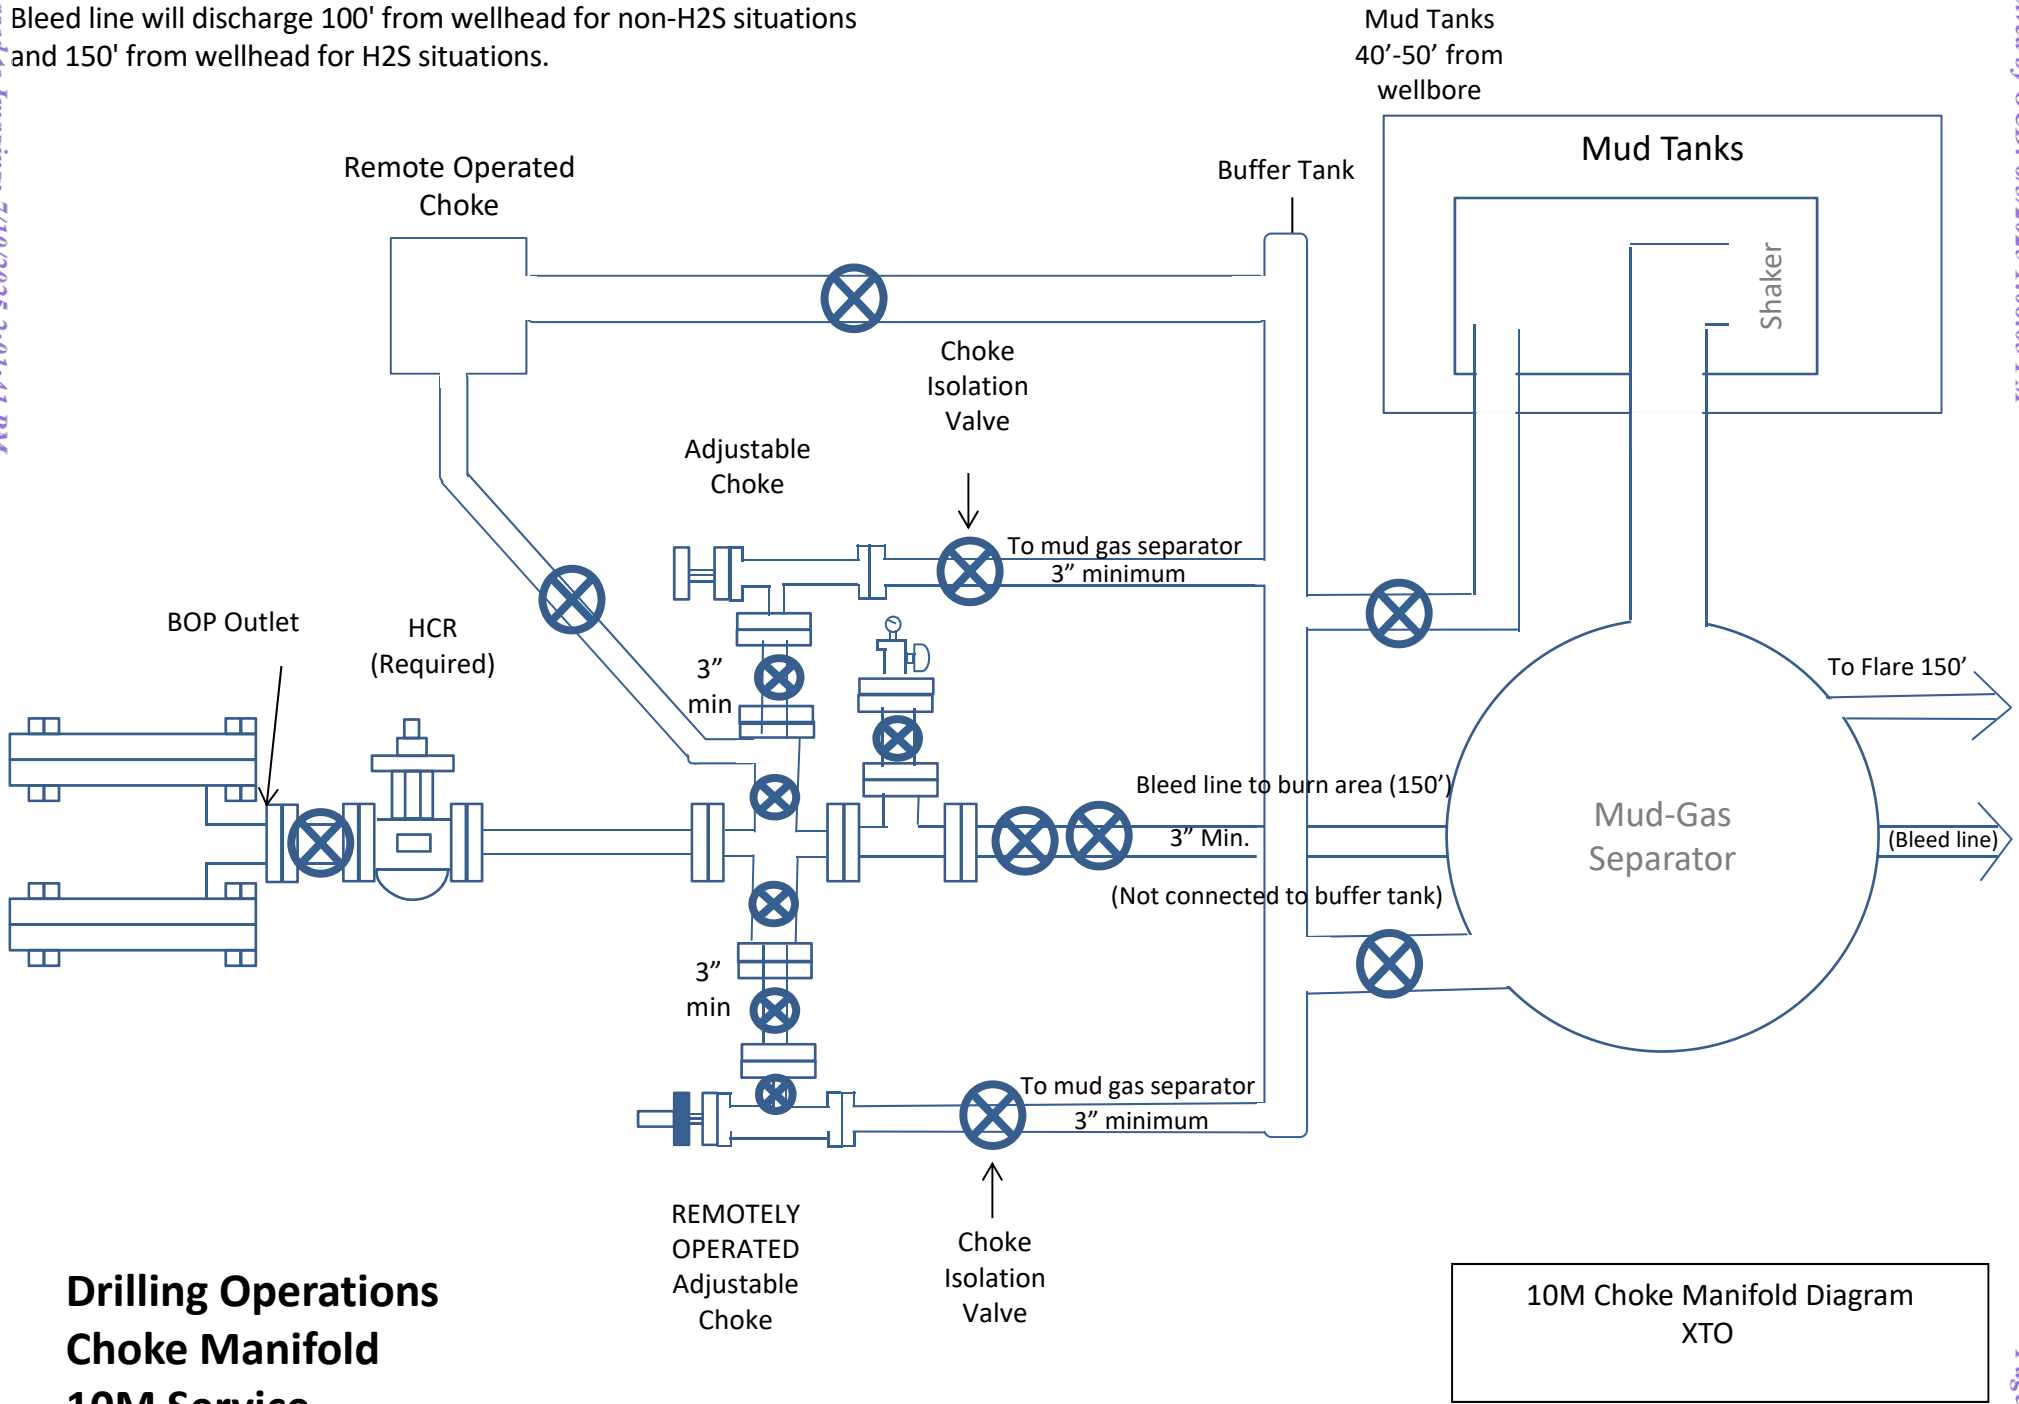 Bleed line will discharge 100' from wellhead for non-H2S situations
and 150' from wellhead for H2S situations.
Mud Tanks
40’-50’ from
wellbore
Mud Tanks
Shaker
Remote Operated
Choke
Buffer Tank
Choke
Isolation
Valve
Adjustable
Choke
To mud gas separator
3” minimum
BOP Outlet
HCR
(Required)
3”
min
To Flare 150’
Bleed line to burn area (150’)
3” Min.
(Not connected to buffer tank)
Mud-Gas
Separator
(Bleed line)
3”
min
To mud gas separator
3” minimum
REMOTELY
OPERATED
Adjustable
Choke
Choke
Isolation
Valve
Drilling Operations
Choke Manifold
10M Service
10M Choke Manifold Diagram
XTO